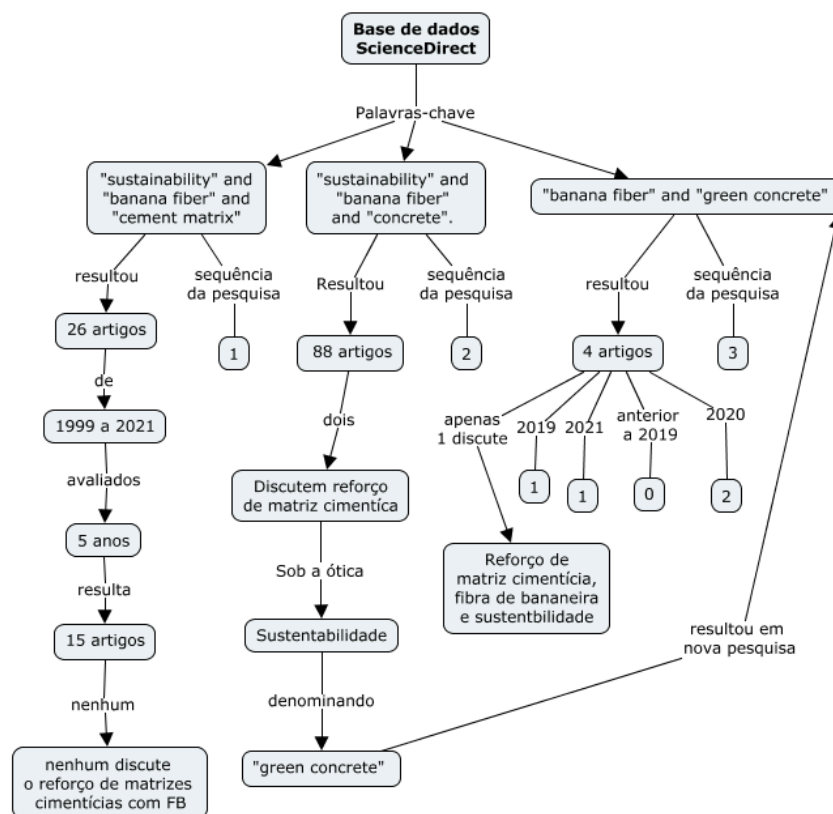 Base de dados
ScienceDirect
Palavras-chave
"sustainability" and
"banana fiber" and
"cement matrix"
"sustainability" and
"banana fiber"
and "concrete".
"banana fiber" and "green concrete"
resultou
sequência
da pesquisa
Resultou
sequência
da pesquisa
resultou
sequência
da pesquisa
26 artigos
1
88 artigos
2
4 artigos
3
de
1999 a 2021
avaliados
5 anos
resulta
15 artigos
nenhum
nenhum discute
o reforço de matrizes
cimentícias com FB
dois
Discutem reforço
de matriz cimentíca
Sob a ótica
Sustentabilidade
denominando
"green concrete"
apenas
1 discute
2019
2021
anterior
a 2019
2020
1
1
0
2
Reforço de
matriz cimentícia,
fibra de bananeira
e sustentbilidade
resultou em
nova pesquisa